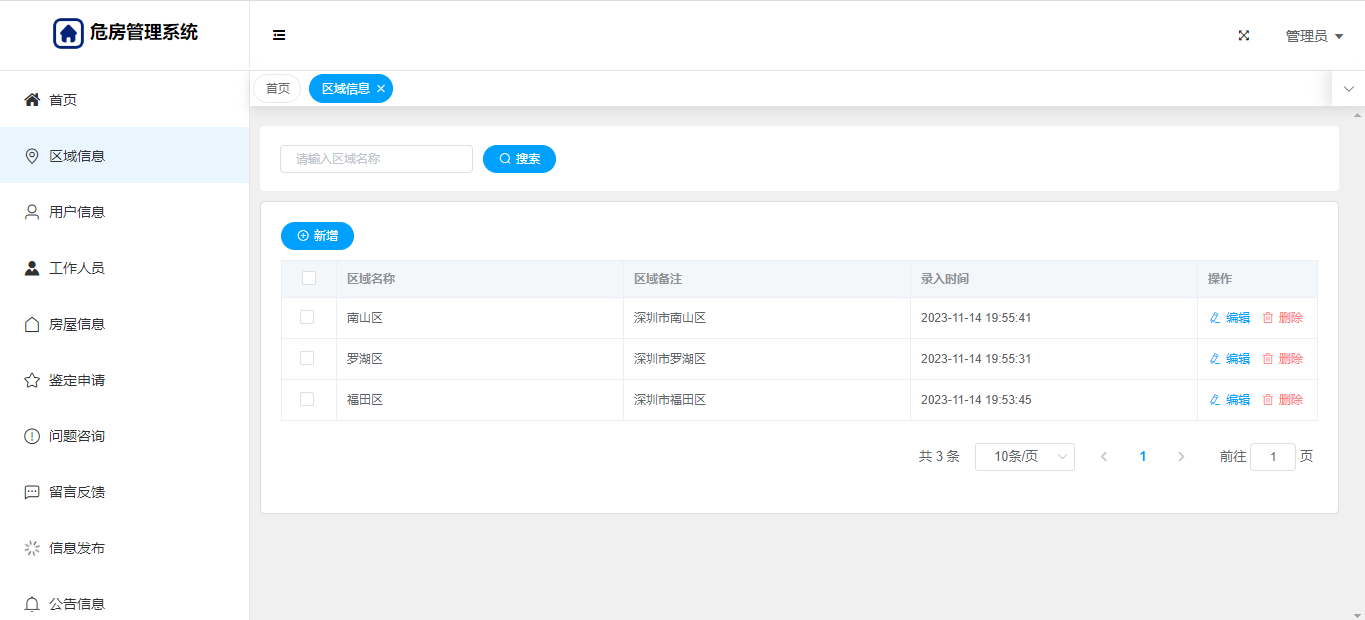 危房管理系统
管理员
首页
区域信息
首页
区域信息
用户信息
工作人员
房屋信息
鉴定申请
问题咨询
留言反馈
信息发布
公告信息
请输入区域名称
搜索
新增
区域名称 区域备注 录入时间 操作
南山区 深圳市南山区 2023-11-14 19:55:41 编辑 删除
罗湖区 深圳市罗湖区 2023-11-14 19:55:31 编辑 删除
福田区 深圳市福田区 2023-11-14 19:53:45 编辑 删除
共 3 条 10条/页 1 前往 1 页